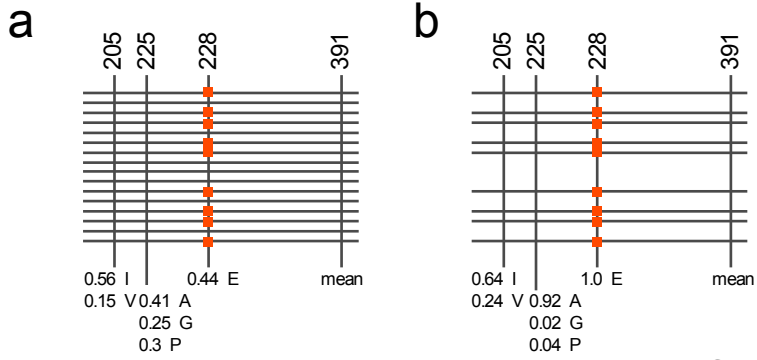 a
205 225 228 391
0.56 I 0.44 E mean
0.15 V 0.41 A
0.25 G
0.3 P
b
205 225 228 391
0.64 I 1.0 E mean
0.24 V 0.92 A
0.02 G
0.04 P